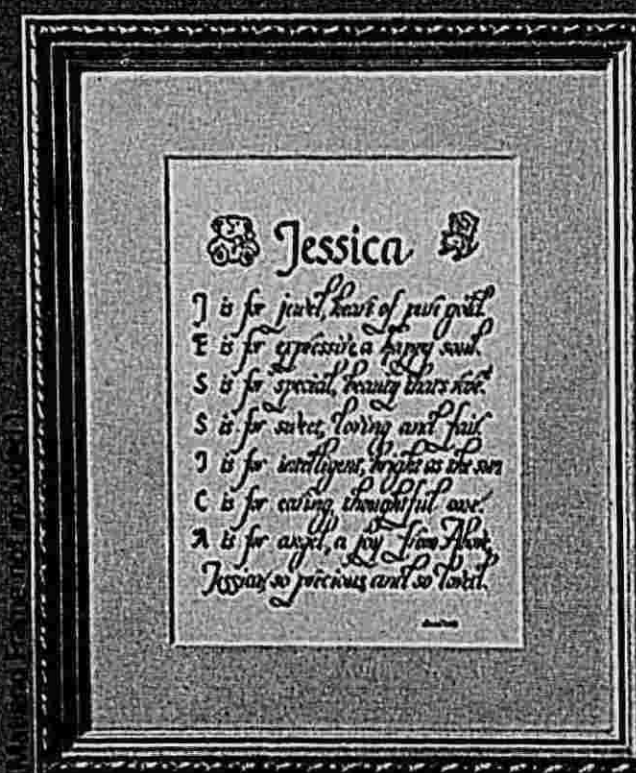 Jessica
J is for jewel, heart of pure gold.
E is for expressive, a happy soul.
S is for special, beauty that's
S is for sweet, loving and fair
I is for intelligent, bright as the sun
C is for caring, thoughtful one.
A is for angel, a joy from Above,
Jessica, so precious and so loved.